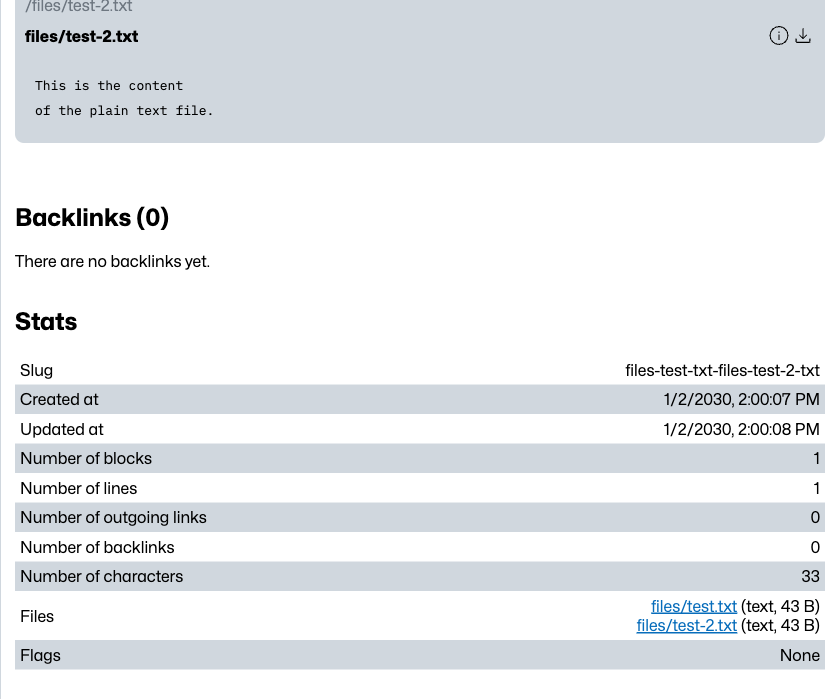 /files/test-2.txt
files/test-2.txt
This is the content
of the plain text file.
Backlinks (0)
There are no backlinks yet.
Stats
Slug files-test-txt-files-test-2-txt
Created at 1/2/2030, 2:00:07 PM
Updated at 1/2/2030, 2:00:08 PM
Number of blocks 1
Number of lines 1
Number of outgoing links 0
Number of backlinks 0
Number of characters 33
Files files/test.txt (text, 43 B)
files/test-2.txt (text, 43 B)
Flags None